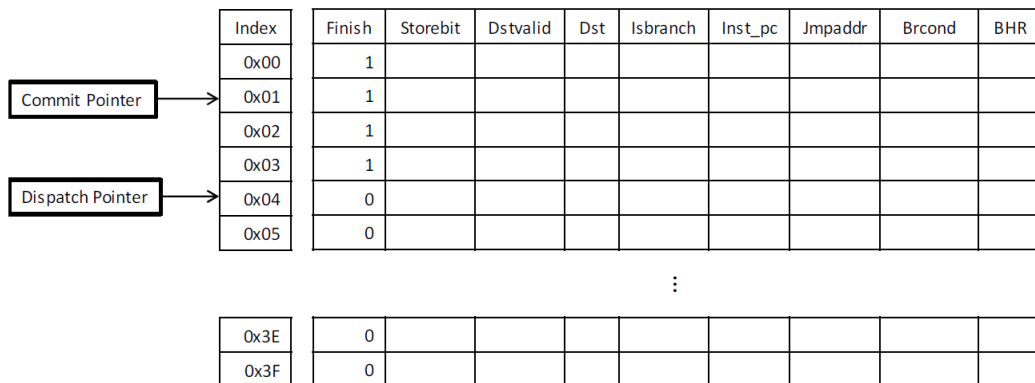 Index Finish Storebit Dstvalid Dst Isbranch Inst_pc Jmpaddr Brcond BHR
0x00 1
Commit Pointer 0x01 1
0x02 1
0x03 1
Dispatch Pointer 0x04 0
0x05 0
⋮
0x3E 0
0x3F 0